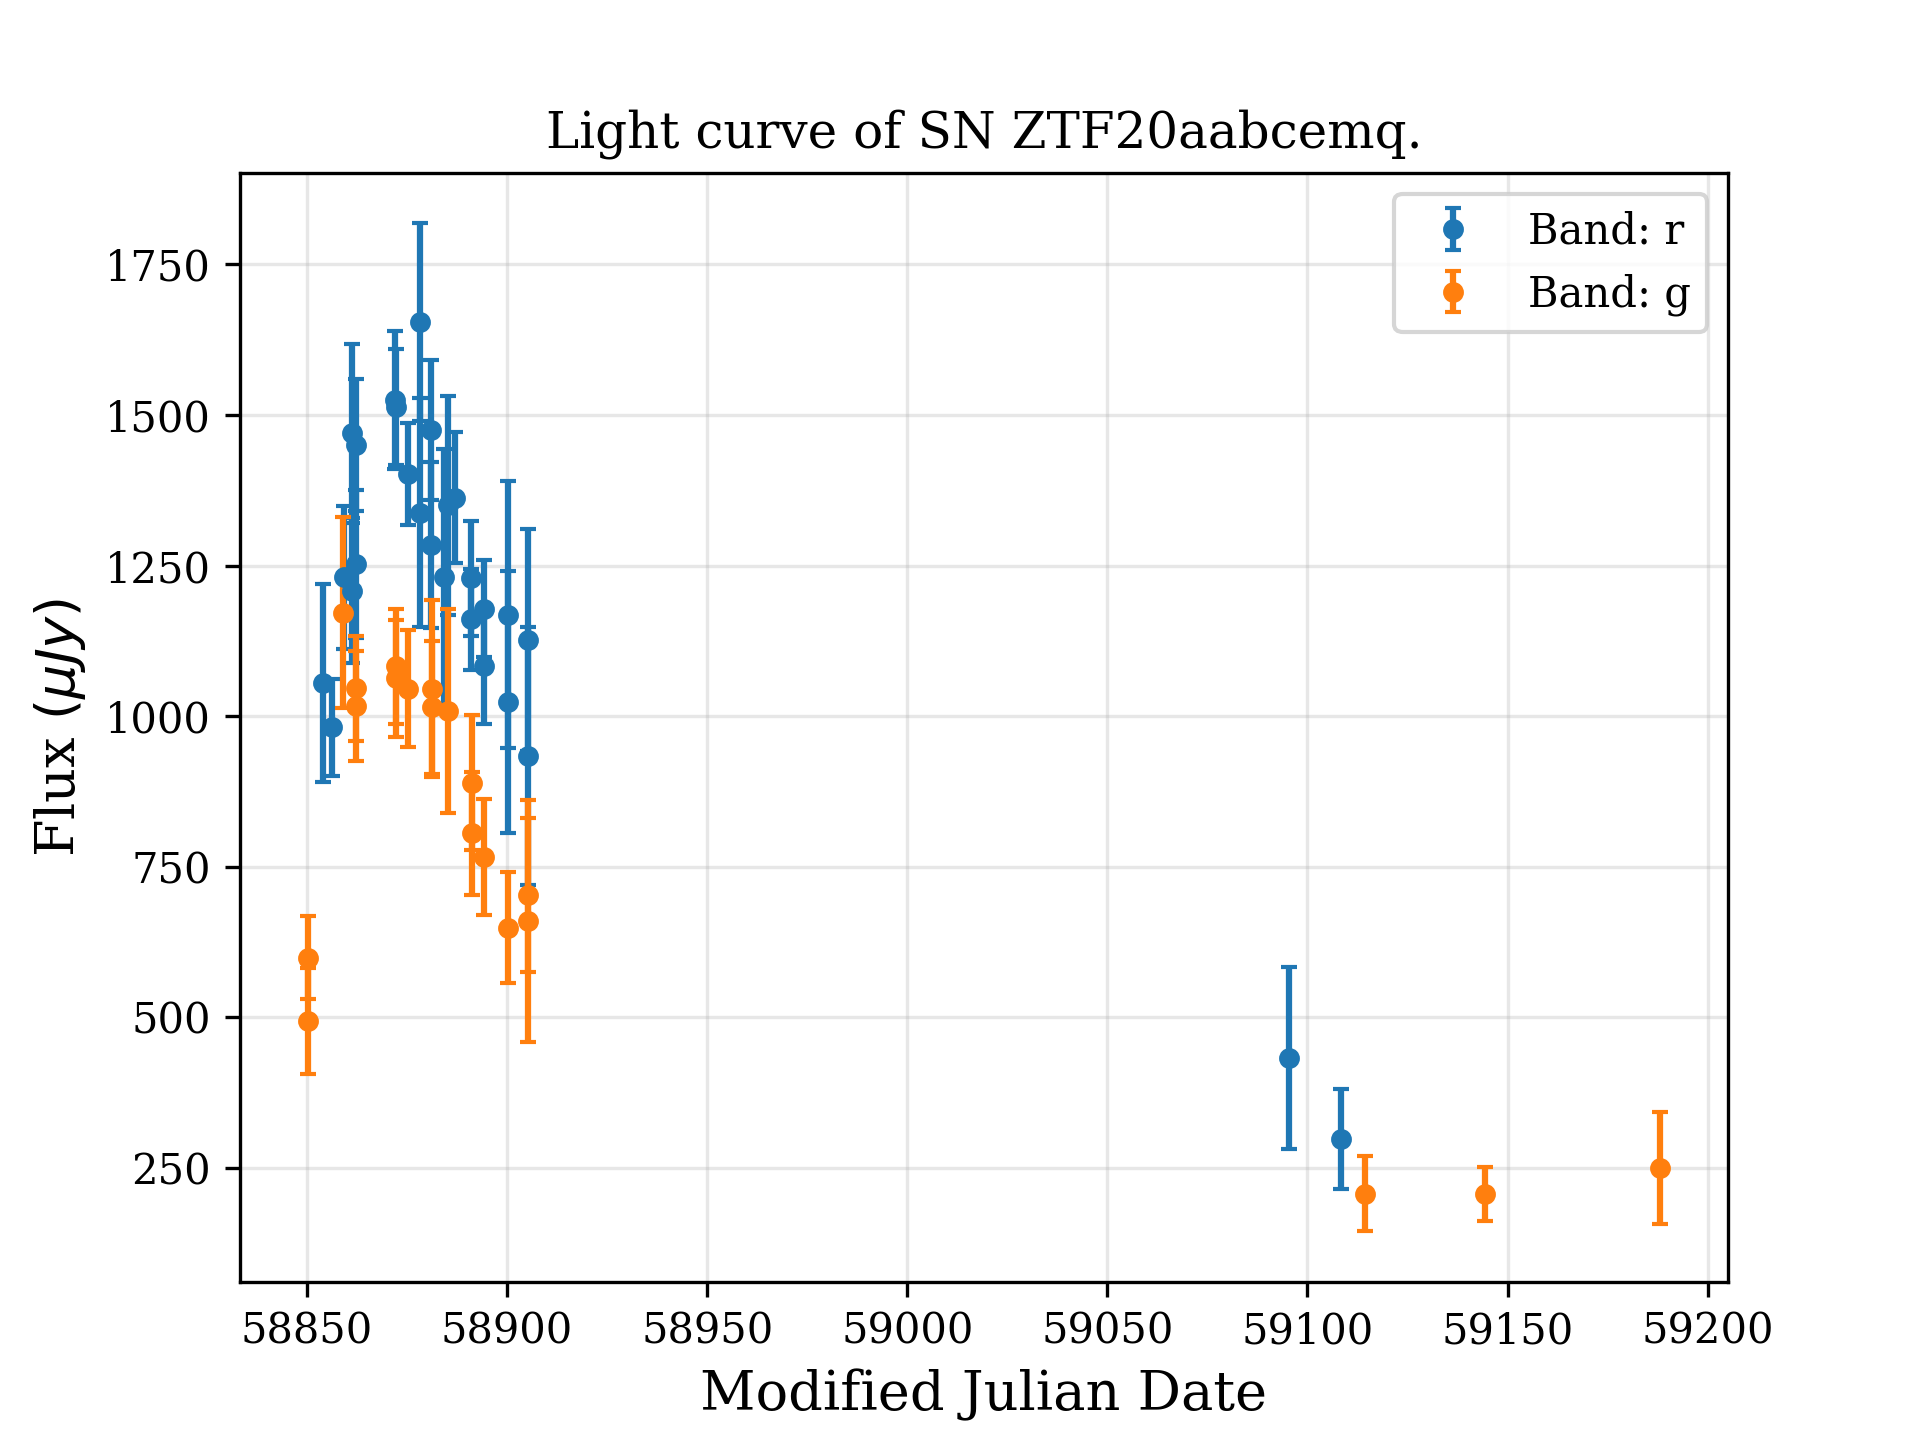 Light curve of SN ZTF20aabcemq.
Band: r
Band: g
1750
1500
1250
1000
750
500
250
Flux (μJy)
58850 58900 58950 59000 59050 59100 59150 59200
Modified Julian Date